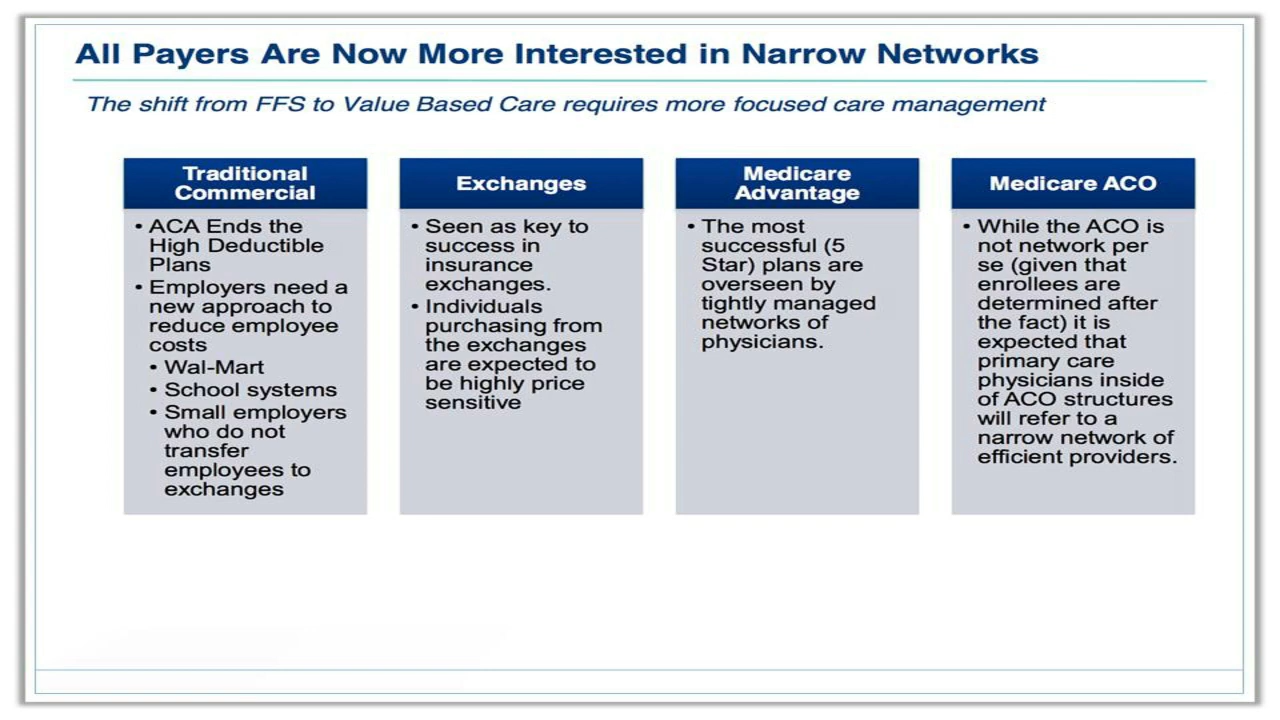 All Payers Are Now More Interested in Narrow Networks
The shift from FFS to Value Based Care requires more focused care management
Traditional
Commercial
• ACA Ends the
High Deductible
Plans
• Employers need a
new approach to
reduce employee
costs
• Wal-Mart
• School systems
• Small employers
who do not
transfer
employees to
exchanges
Exchanges
• Seen as key to
success in
insurance
exchanges.
• Individuals
purchasing from
the exchanges
are expected to
be highly price
sensitive
Medicare
Advantage
• The most
successful (5
Star) plans are
overseen by
tightly managed
networks of
physicians.
Medicare ACO
• While the ACO is
not network per
se (given that
enrollees are
determined after
the fact) it is
expected that
primary care
physicians inside
of ACO structures
will refer to a
narrow network of
efficient providers.